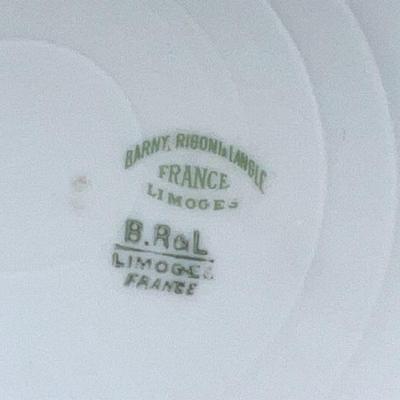 BARNY, RIGONI & LANGLE
FRANCE
LIMOGES
B.R&L
LIMOGES
FRANCE